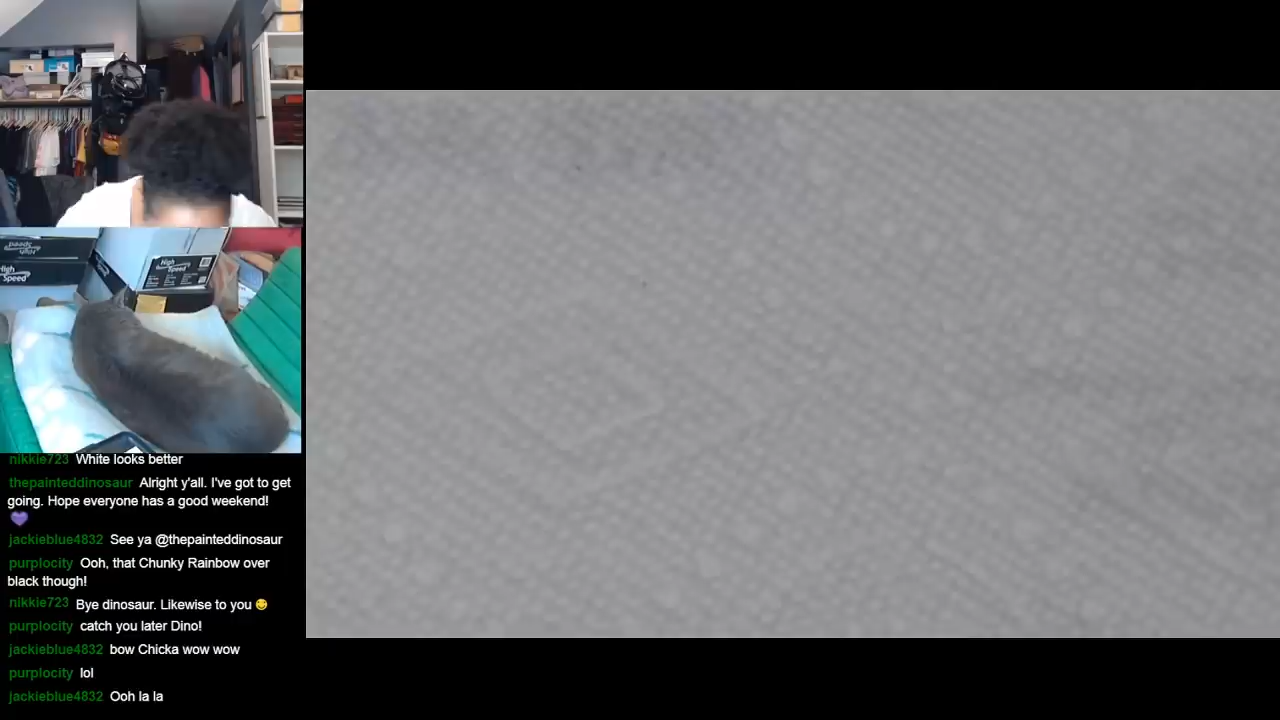 High
Speed
High
Speed
nikkie723 White looks better
thepainteddinosaur Alright y'all. I've got to get
going. Hope everyone has a good weekend!
💜
jackieblue4832 See ya @thepainteddinosaur
purplocity Ooh, that Chunky Rainbow over
black though!
nikkie723 Bye dinosaur. Likewise to you 😊
purplocity catch you later Dino!
jackieblue4832 bow Chicka wow wow
purplocity lol
jackieblue4832 Ooh la la